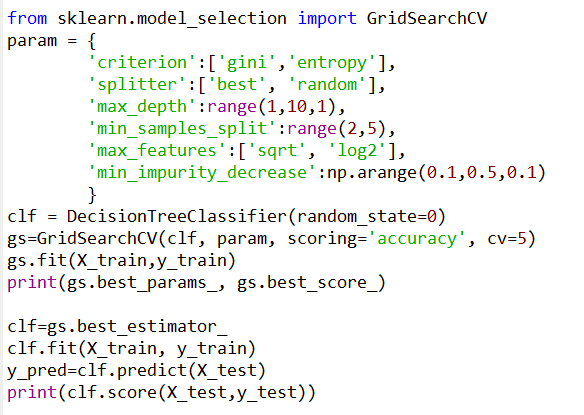 from sklearn.model_selection import GridSearchCV
param = {
        'criterion':['gini','entropy'],
        'splitter':['best', 'random'],
        'max_depth':range(1,10,1),
        'min_samples_split':range(2,5),
        'max_features':['sqrt', 'log2'],
        'min_impurity_decrease':np.arange(0.1,0.5,0.1)
        }
clf = DecisionTreeClassifier(random_state=0)
gs=GridSearchCV(clf, param, scoring='accuracy', cv=5)
gs.fit(X_train,y_train)
print(gs.best_params_, gs.best_score_)

clf=gs.best_estimator_
clf.fit(X_train, y_train)
y_pred=clf.predict(X_test)
print(clf.score(X_test,y_test))